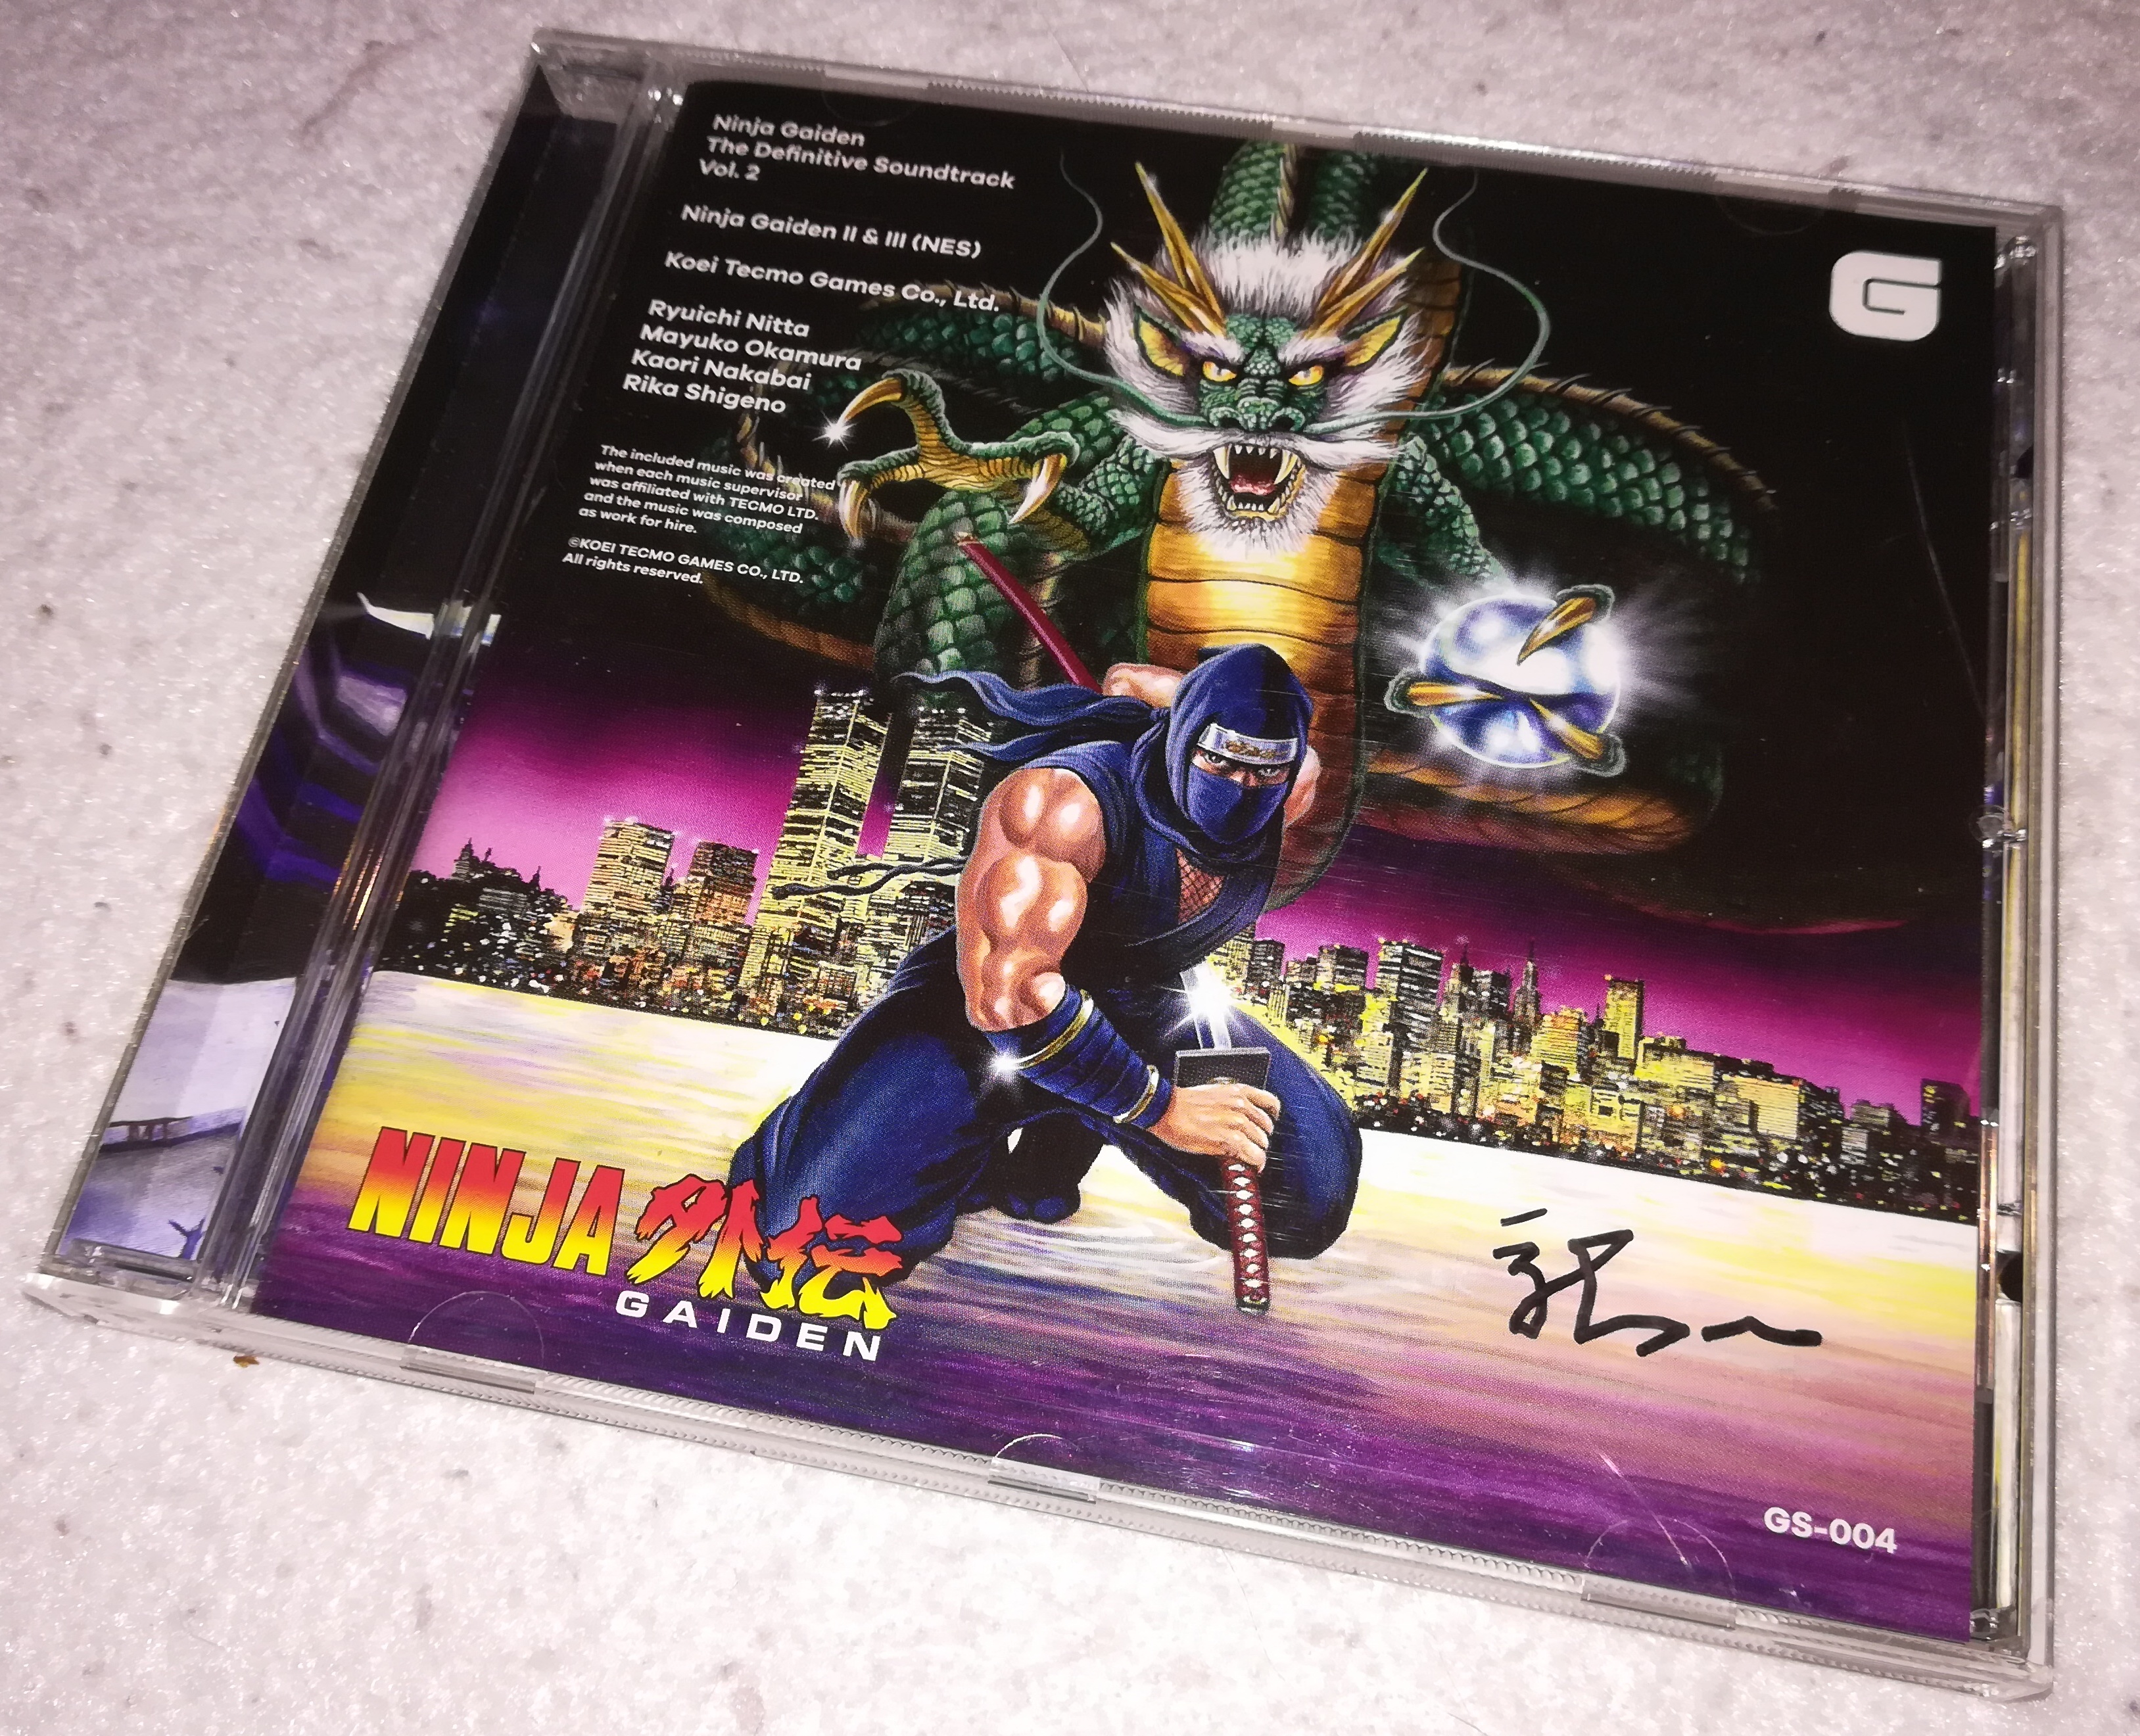 Ninja Gaiden
The Definitive Soundtrack
Vol. 2
Ninja Gaiden II & III (NES)
Koei Tecmo Games Co., Ltd.
Ryuichi Nitta
Mayuko Okamura
Kaori Nakabai
Rika Shigeno
The included music was created
when each music supervisor
was affiliated with TECMO LTD.
and the music was composed
as work for hire.
©KOEI TECMO GAMES CO., LTD.
All rights reserved.
G
NINJA 外伝
GAIDEN
GS-004